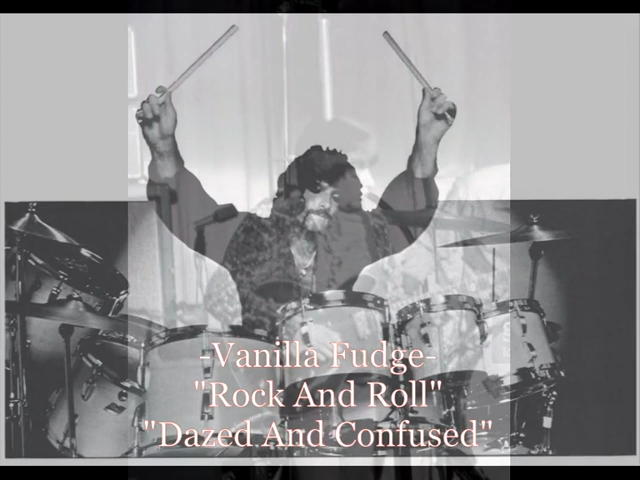 -Vanilla Fudge-
"Rock And Roll"
"Dazed And Confused"